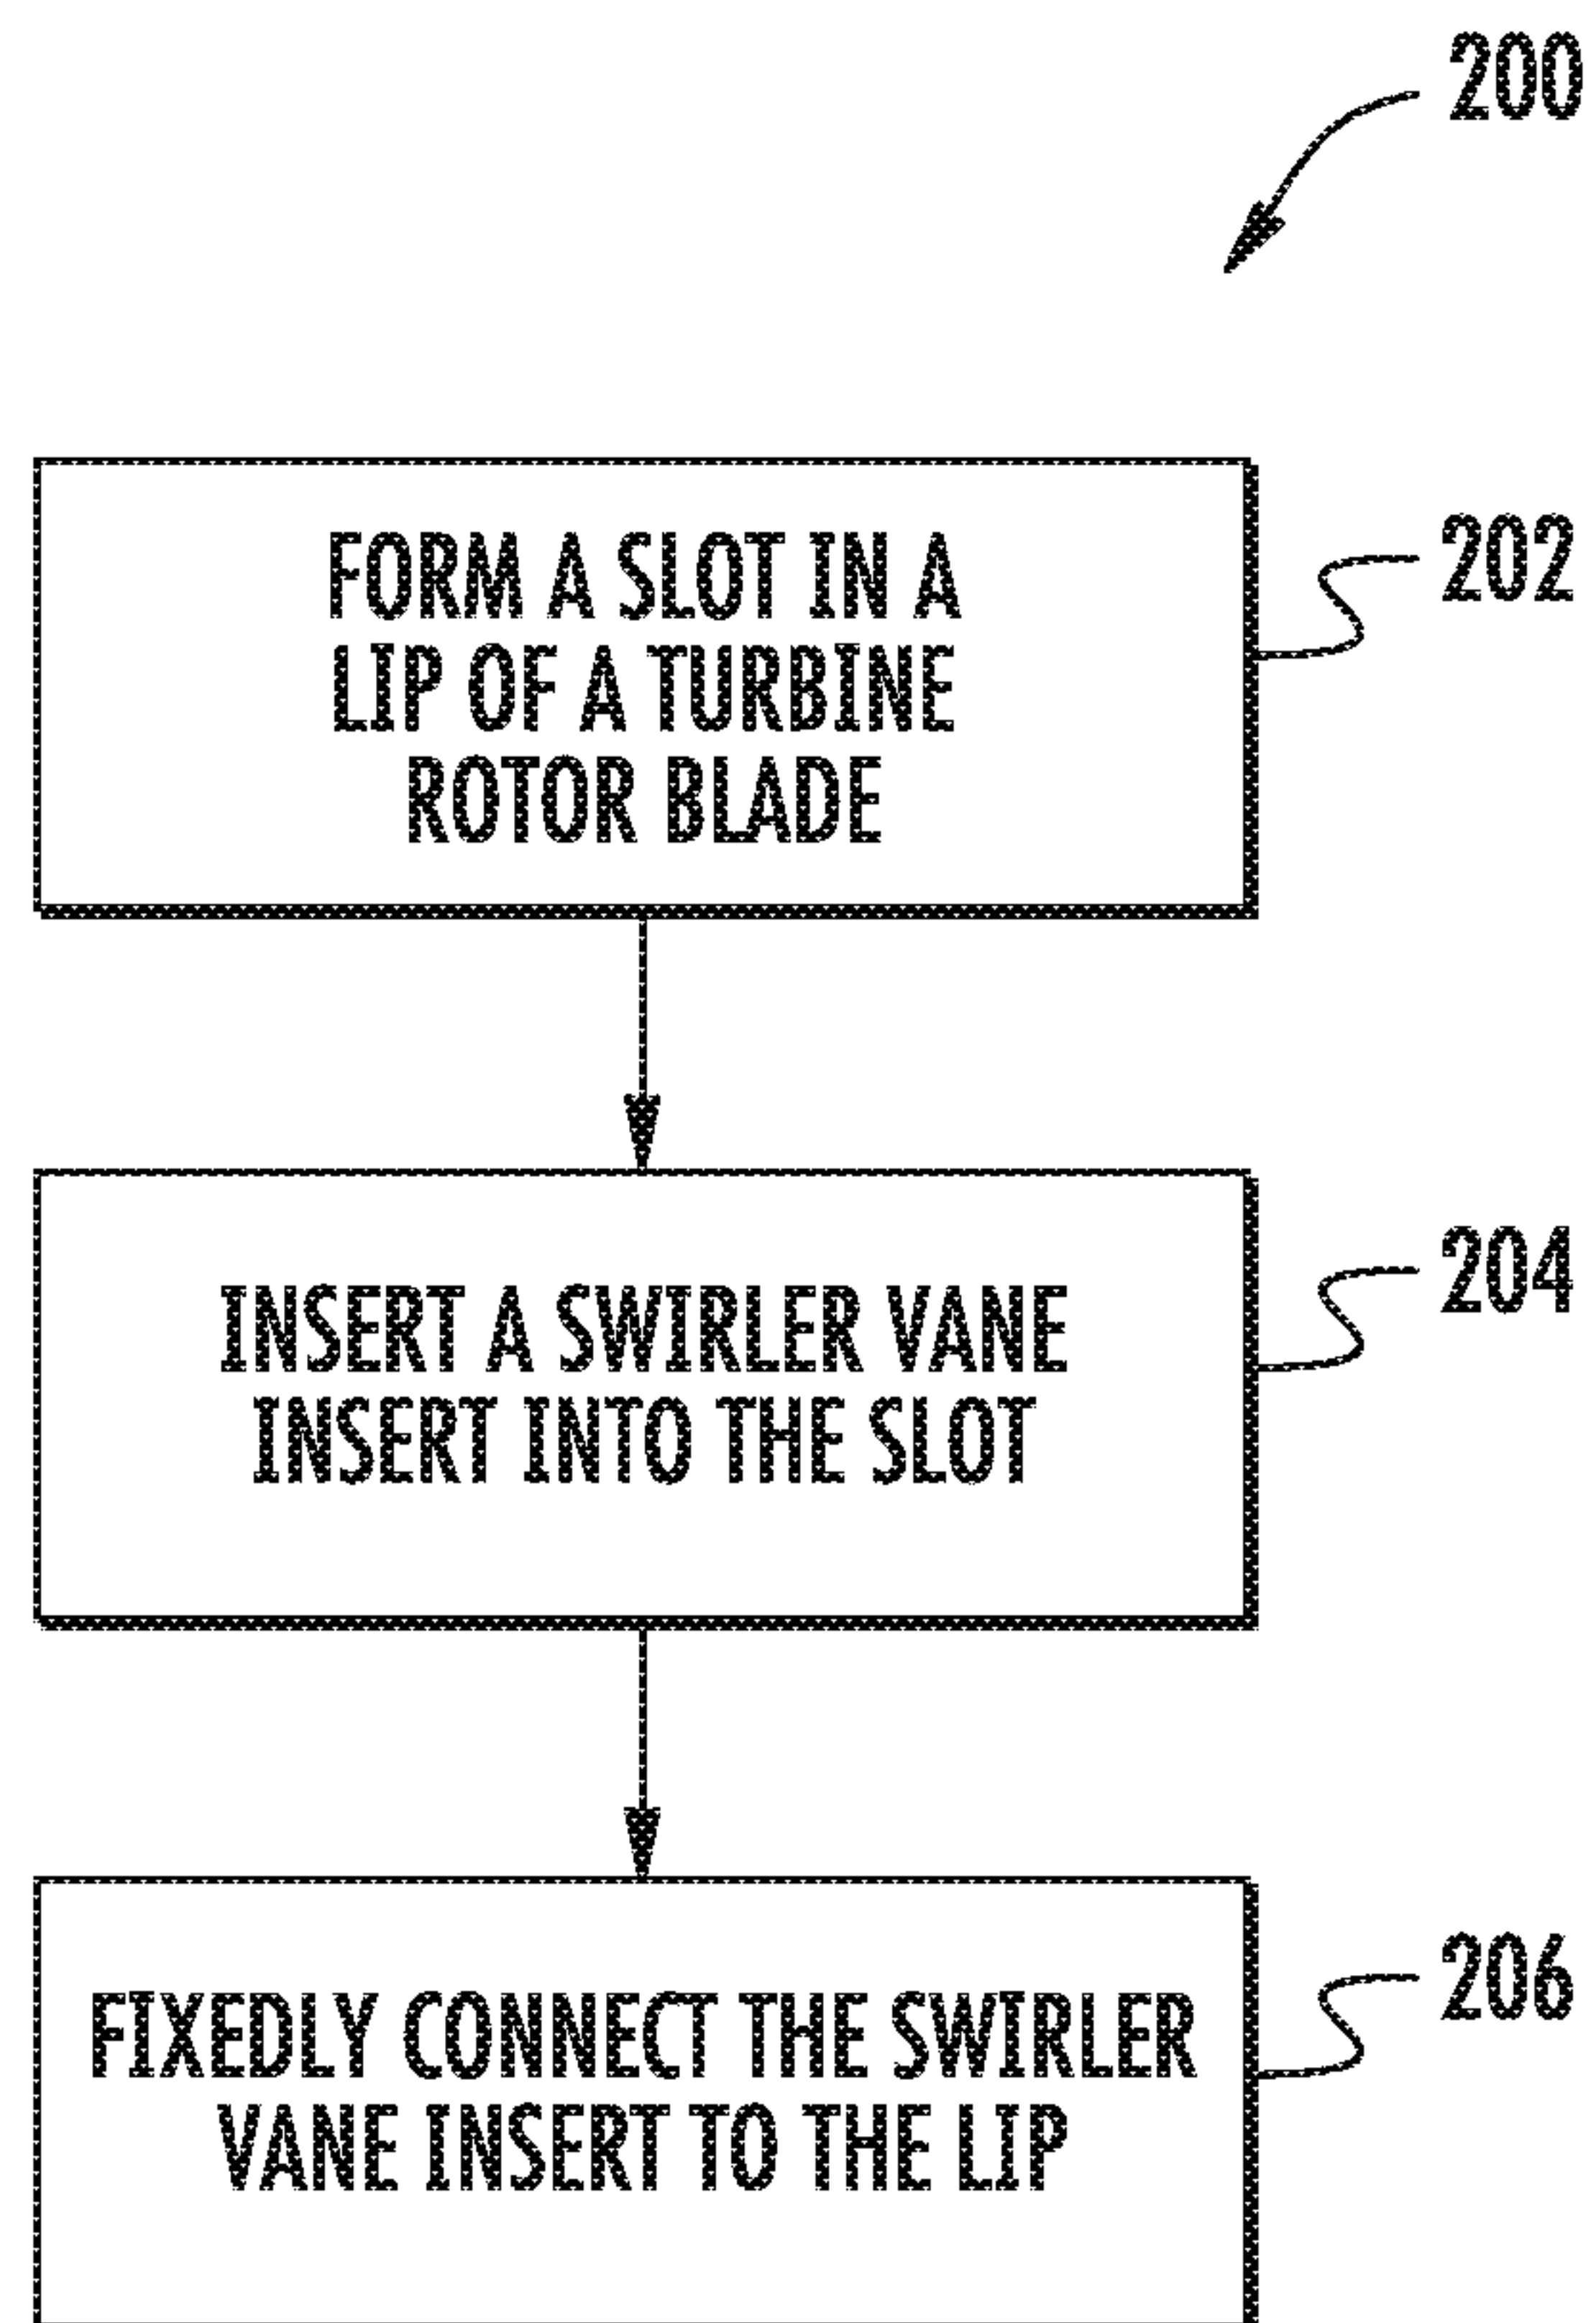 200
FORM A SLOT IN A
LIP OF A TURBINE
ROTOR BLADE
202
INSERT A SWIRLER VANE
INSERT INTO THE SLOT
204
FIXEDLY CONNECT THE SWIRLER
VANE INSERT TO THE LIP
206